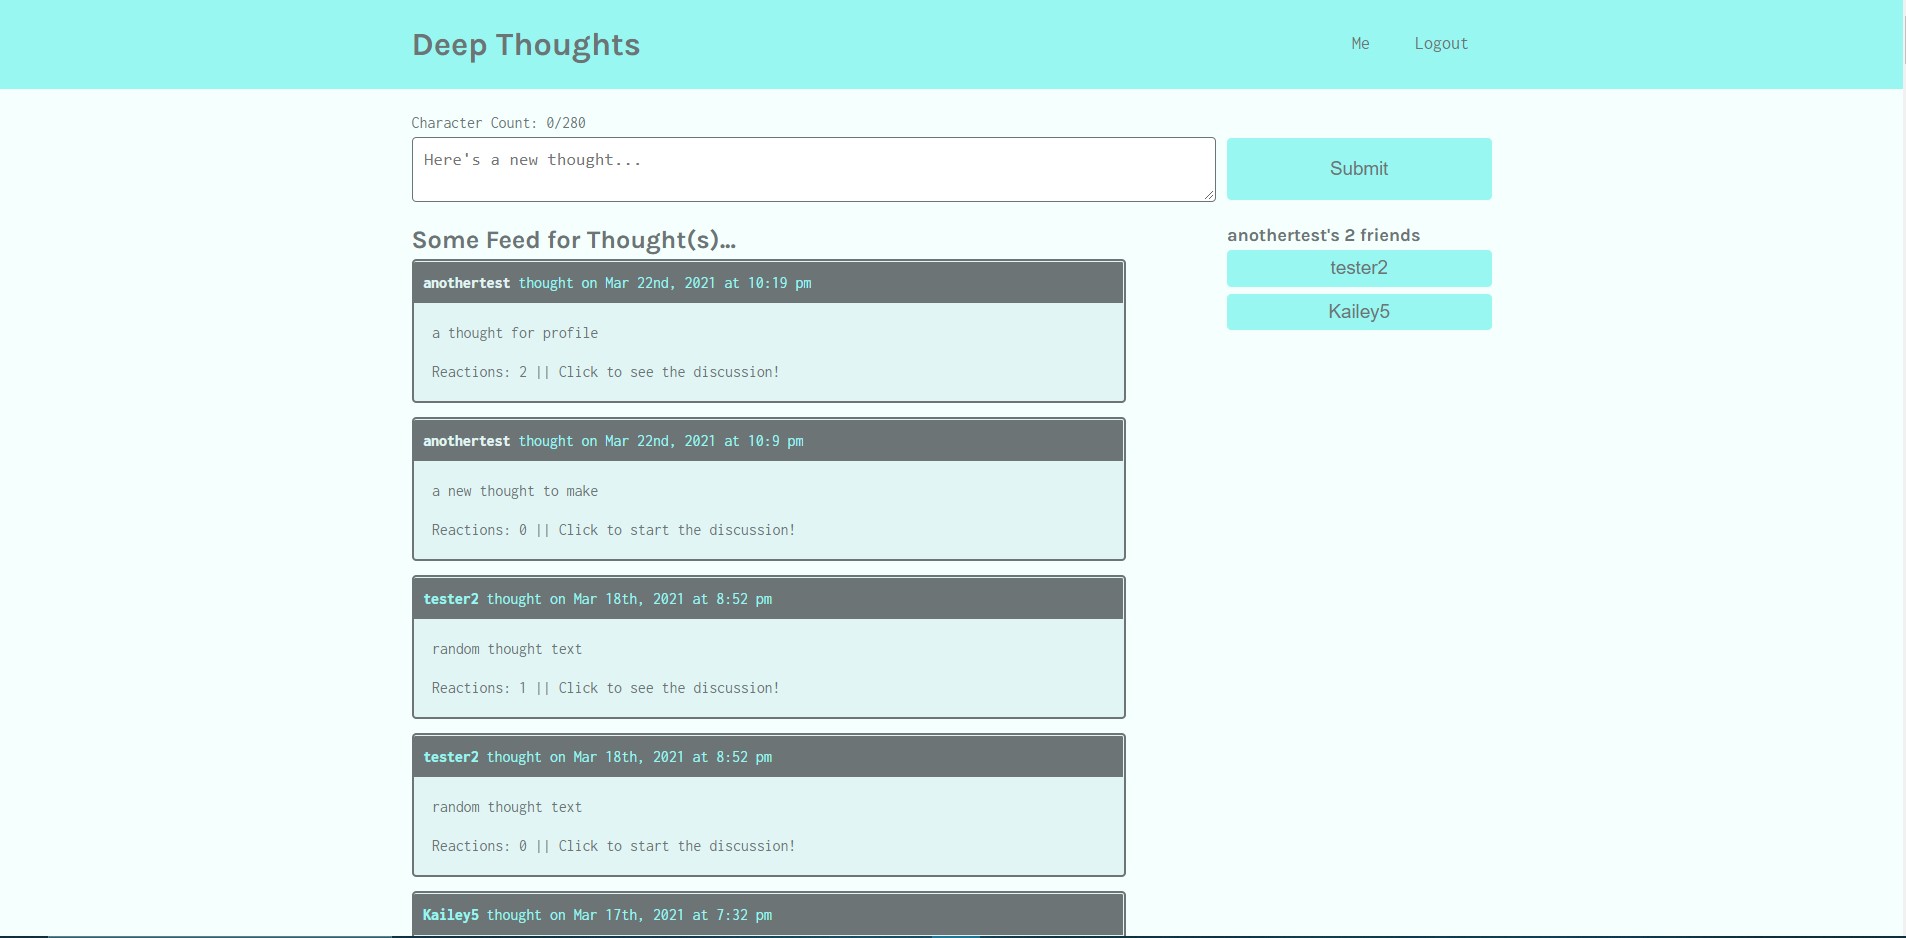 Deep Thoughts
Me Logout
Character Count: 0/280
Here's a new thought...
Submit
Some Feed for Thought(s)...
anothertest thought on Mar 22nd, 2021 at 10:19 pm
a thought for profile
Reactions: 2 || Click to see the discussion!
anothertest thought on Mar 22nd, 2021 at 10:9 pm
a new thought to make
Reactions: 0 || Click to start the discussion!
tester2 thought on Mar 18th, 2021 at 8:52 pm
random thought text
Reactions: 1 || Click to see the discussion!
tester2 thought on Mar 18th, 2021 at 8:52 pm
random thought text
Reactions: 0 || Click to start the discussion!
Kailey5 thought on Mar 17th, 2021 at 7:32 pm
anothertest's 2 friends
tester2
Kailey5